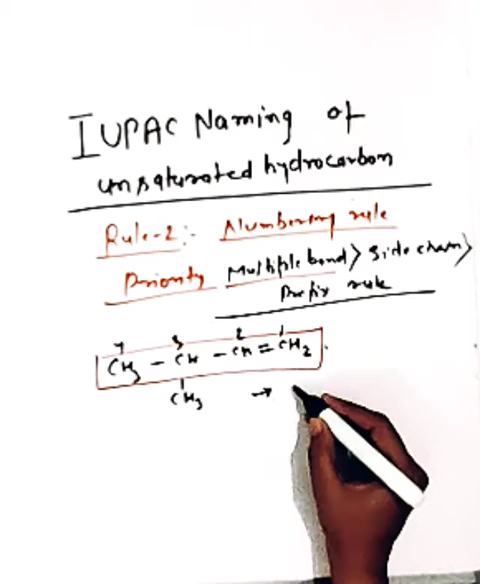 IUPAC Naming of
unsaturated hydrocarbon
Rule-2:- Numbering rule
Priority Multiple bond > Side chain >
Prefix rule
4 3 2 1
CH3 - CH - CH = CH2
CH3 →